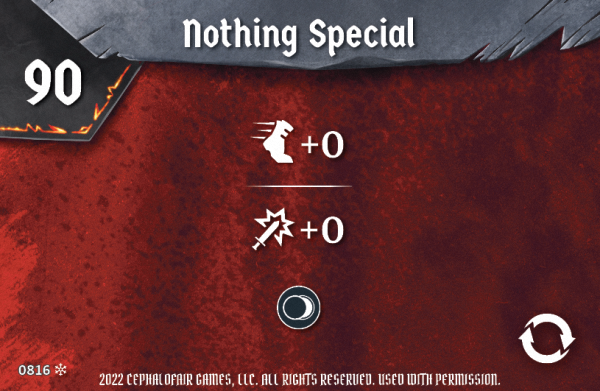 Nothing Special
90
+0
+0
0816
2022 CEPHALOFAIR GAMES, LLC. ALL RIGHTS RESERVED. USED WITH PERMISSION.